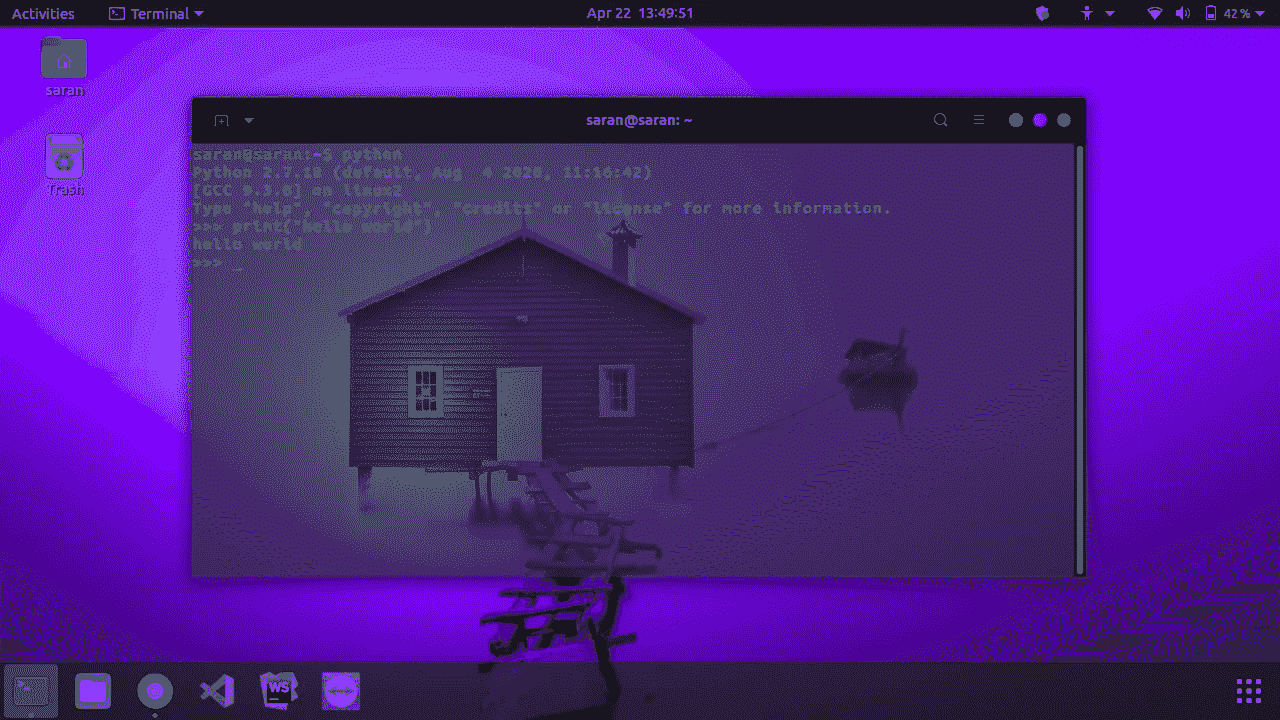 Activities
Terminal
Apr 22 13:49:51
42 %
saran
Trash
saran@saran: ~
saran@saran:~ python
Python 2.7.18 (default, Aug 2020, 11:16:42)
[GCC 9.3.0] on linux2
Type "help", "copyright", "credits" or "license" for more information.
>>> print("hello world")
hello world
>>> _
WS